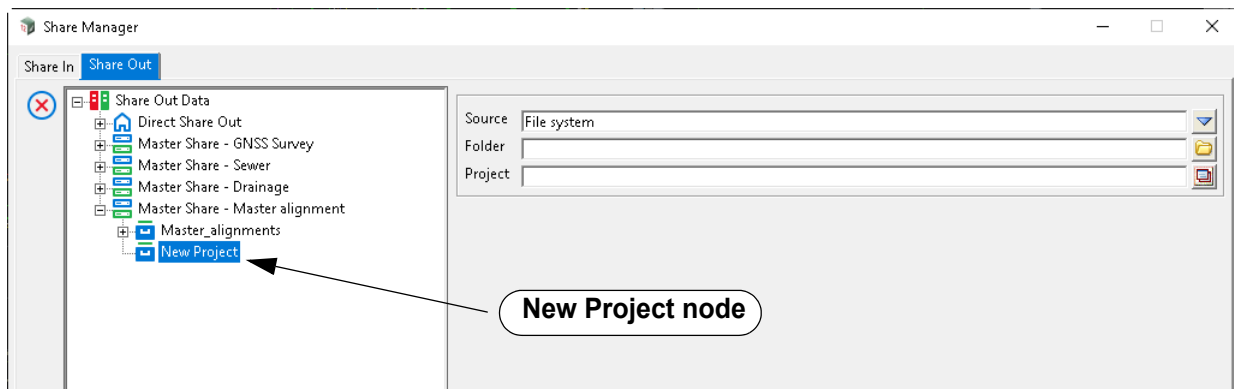 Share Manager
Share In Share Out
Share Out Data
Direct Share Out
Master Share - GNSS Survey
Master Share - Sewer
Master Share - Drainage
Master Share - Master alignment
Master_alignments
New Project
Source File system
Folder
Project
New Project node